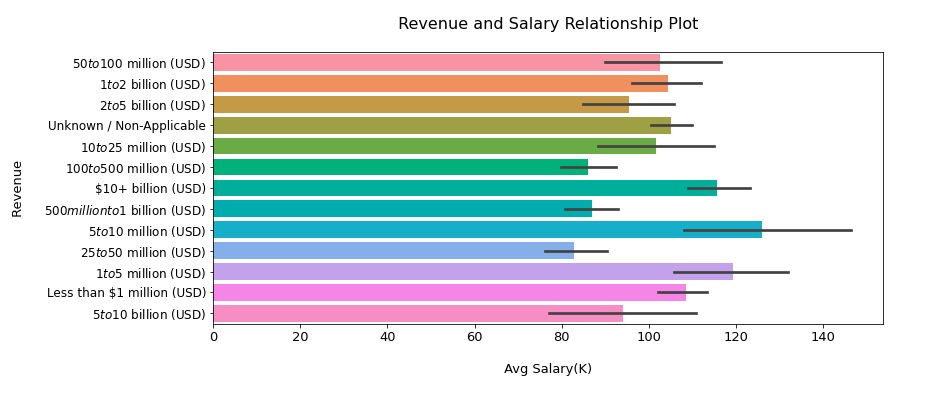 Revenue and Salary Relationship Plot
Revenue
50to100 million (USD)
1to2 billion (USD)
2to5 billion (USD)
Unknown / Non-Applicable
10to25 million (USD)
100to500 million (USD)
$10+ billion (USD)
500millionto1 billion (USD)
5to10 million (USD)
25to50 million (USD)
1to5 million (USD)
Less than $1 million (USD)
5to10 billion (USD)
0 20 40 60 80 100 120 140
Avg Salary(K)